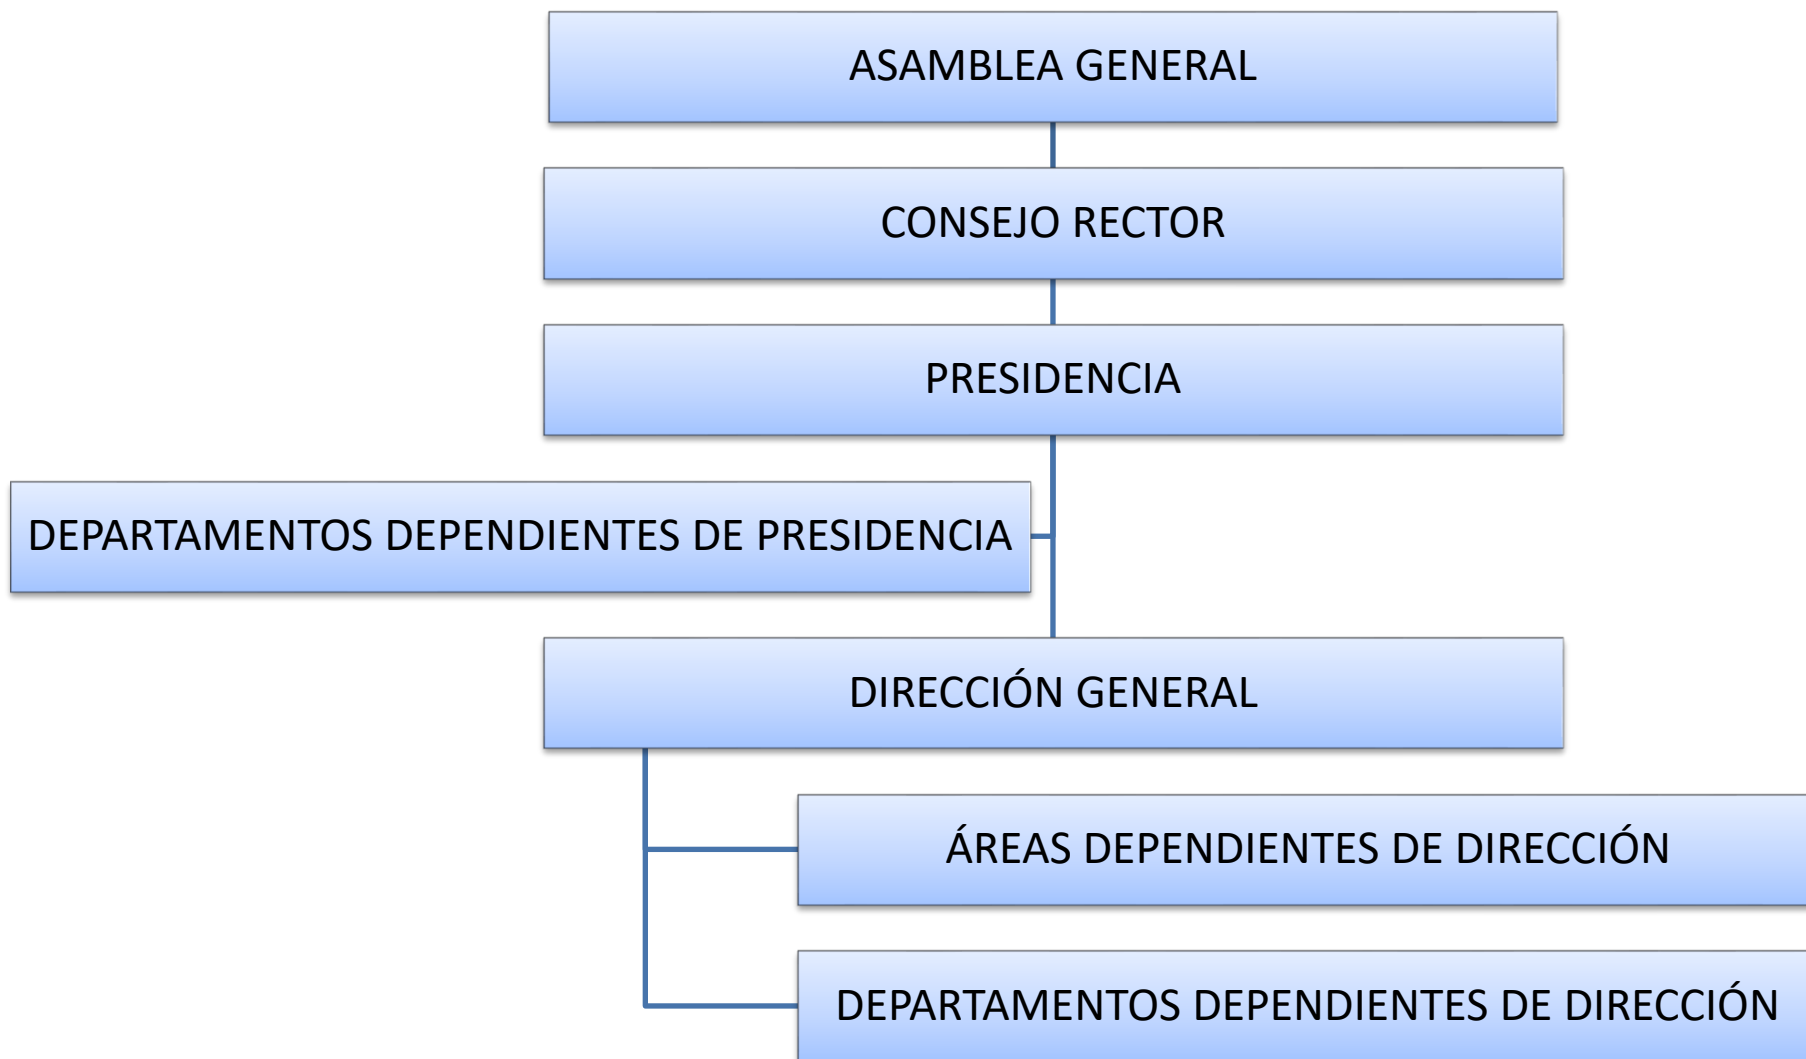 ASAMBLEA GENERAL
CONSEJO RECTOR
PRESIDENCIA
DEPARTAMENTOS DEPENDIENTES DE PRESIDENCIA
DIRECCIÓN GENERAL
ÁREAS DEPENDIENTES DE DIRECCIÓN
DEPARTAMENTOS DEPENDIENTES DE DIRECCIÓN